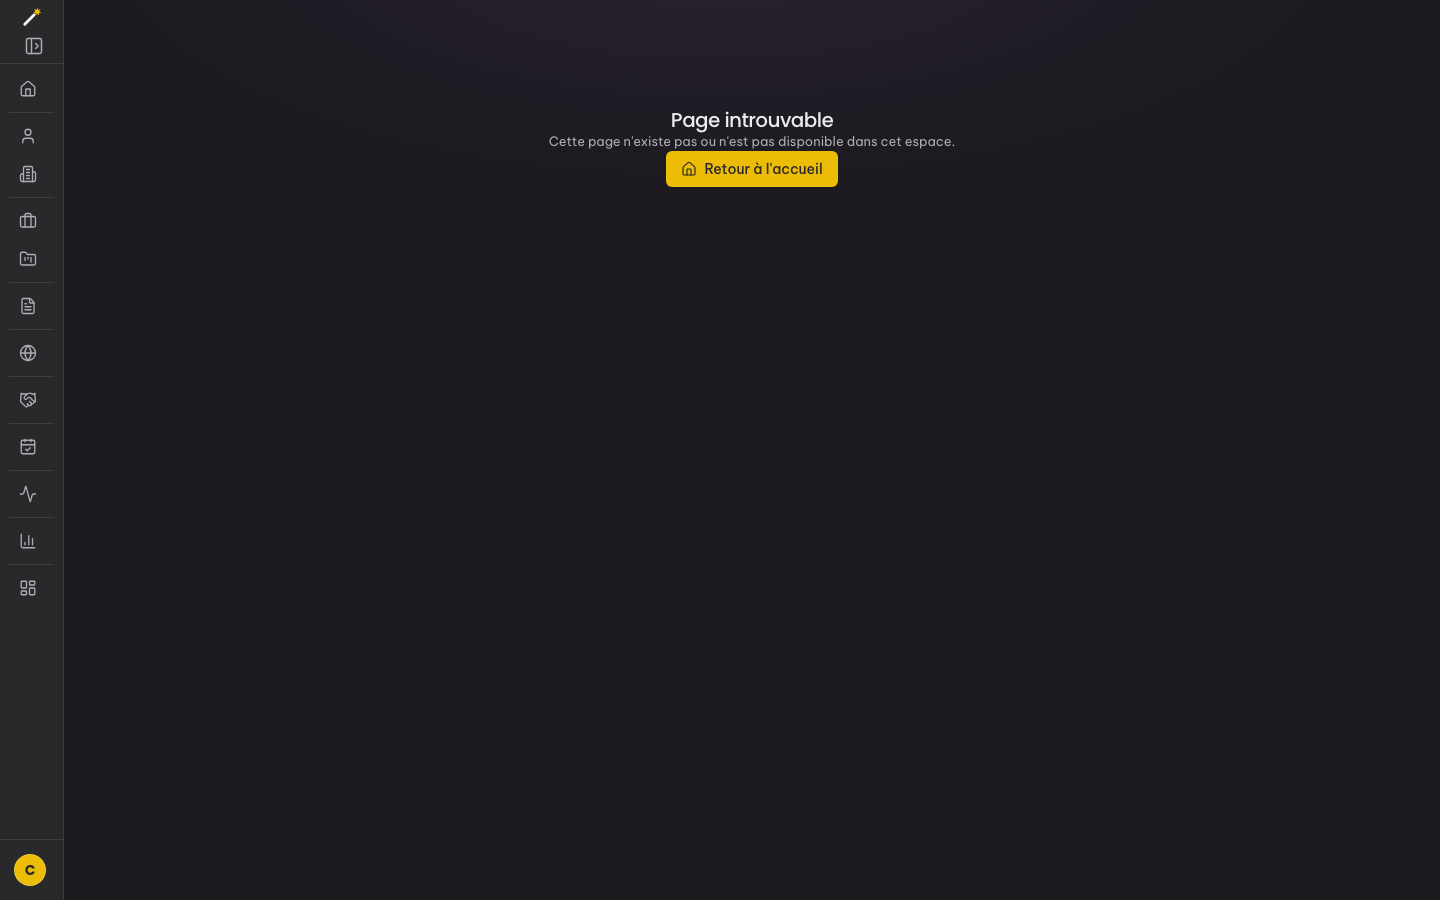 Page introuvable
Cette page n'existe pas ou n'est pas disponible dans cet espace.
Retour à l'accueil
C